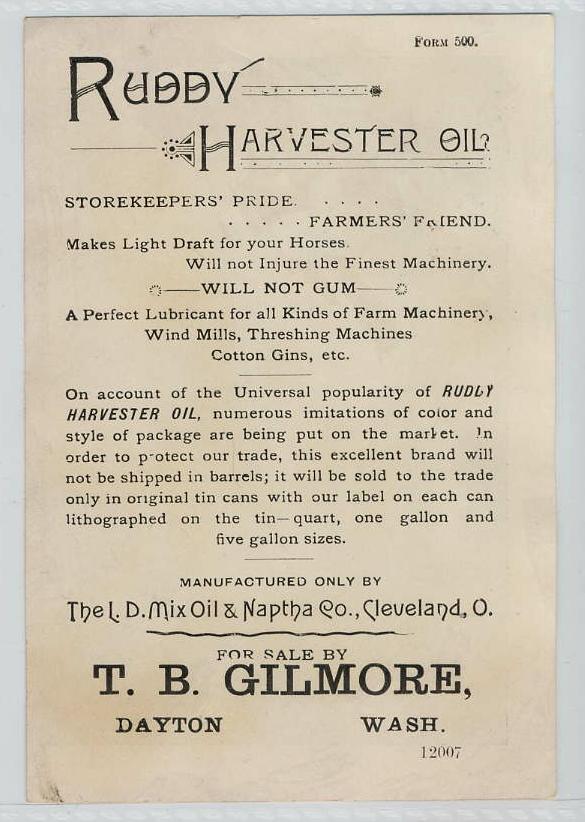 FORM 500.
RUDDY
HARVESTER OIL
STOREKEEPERS' PRIDE. . . . .
. . . . . FARMERS' FRIEND.
Makes Light Draft for your Horses.
Will not Injure the Finest Machinery.
WILL NOT GUM
A Perfect Lubricant for all Kinds of Farm Machinery,
Wind Mills, Threshing Machines
Cotton Gins, etc.
On account of the Universal popularity of RUDDY
HARVESTER OIL, numerous imitations of color and
style of package are being put on the market. In
order to protect our trade, this excellent brand will
not be shipped in barrels; it will be sold to the trade
only in original tin cans with our label on each can
lithographed on the tin—quart, one gallon and
five gallon sizes.
MANUFACTURED ONLY BY
The L. D. Mix Oil & Naptha Co., Cleveland, O.
FOR SALE BY
T. B. GILMORE,
DAYTON WASH.
12007